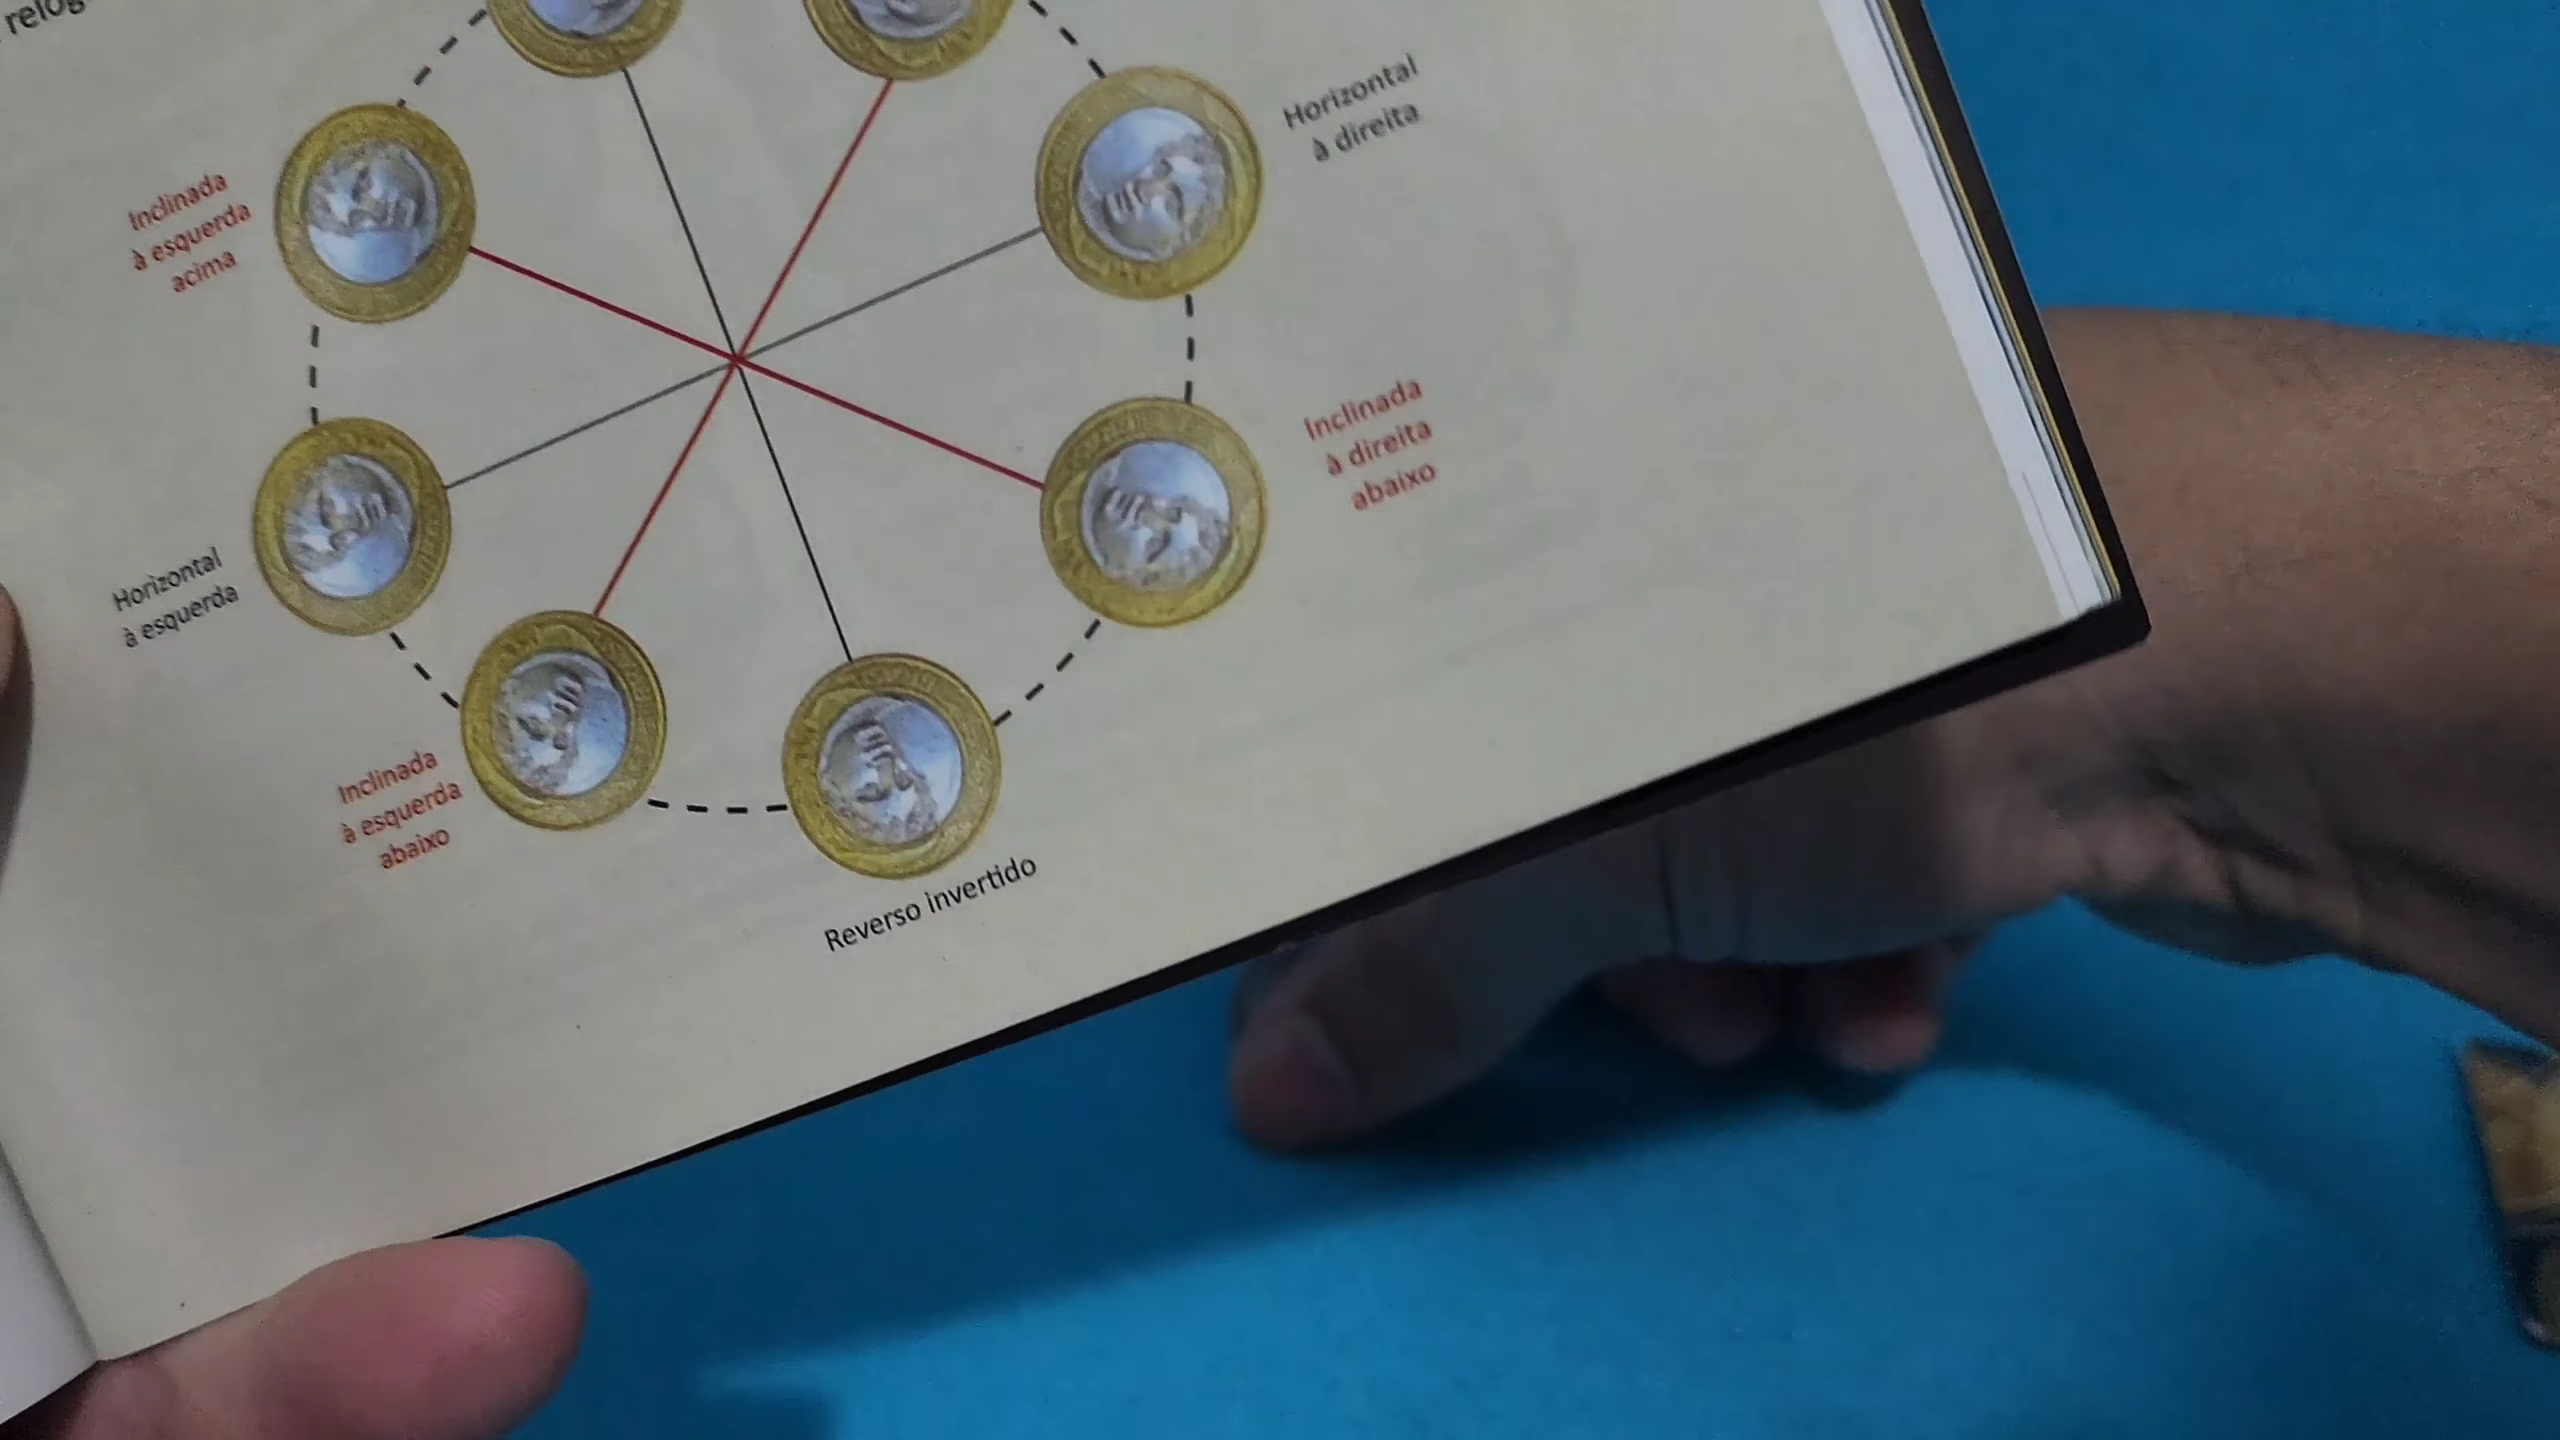 Horizontal
à direita
Inclinada
à esquerda
acima
Inclinada
à direita
abaixo
Horizontal
à esquerda
Inclinada
à esquerda
abaixo
Reverso invertido